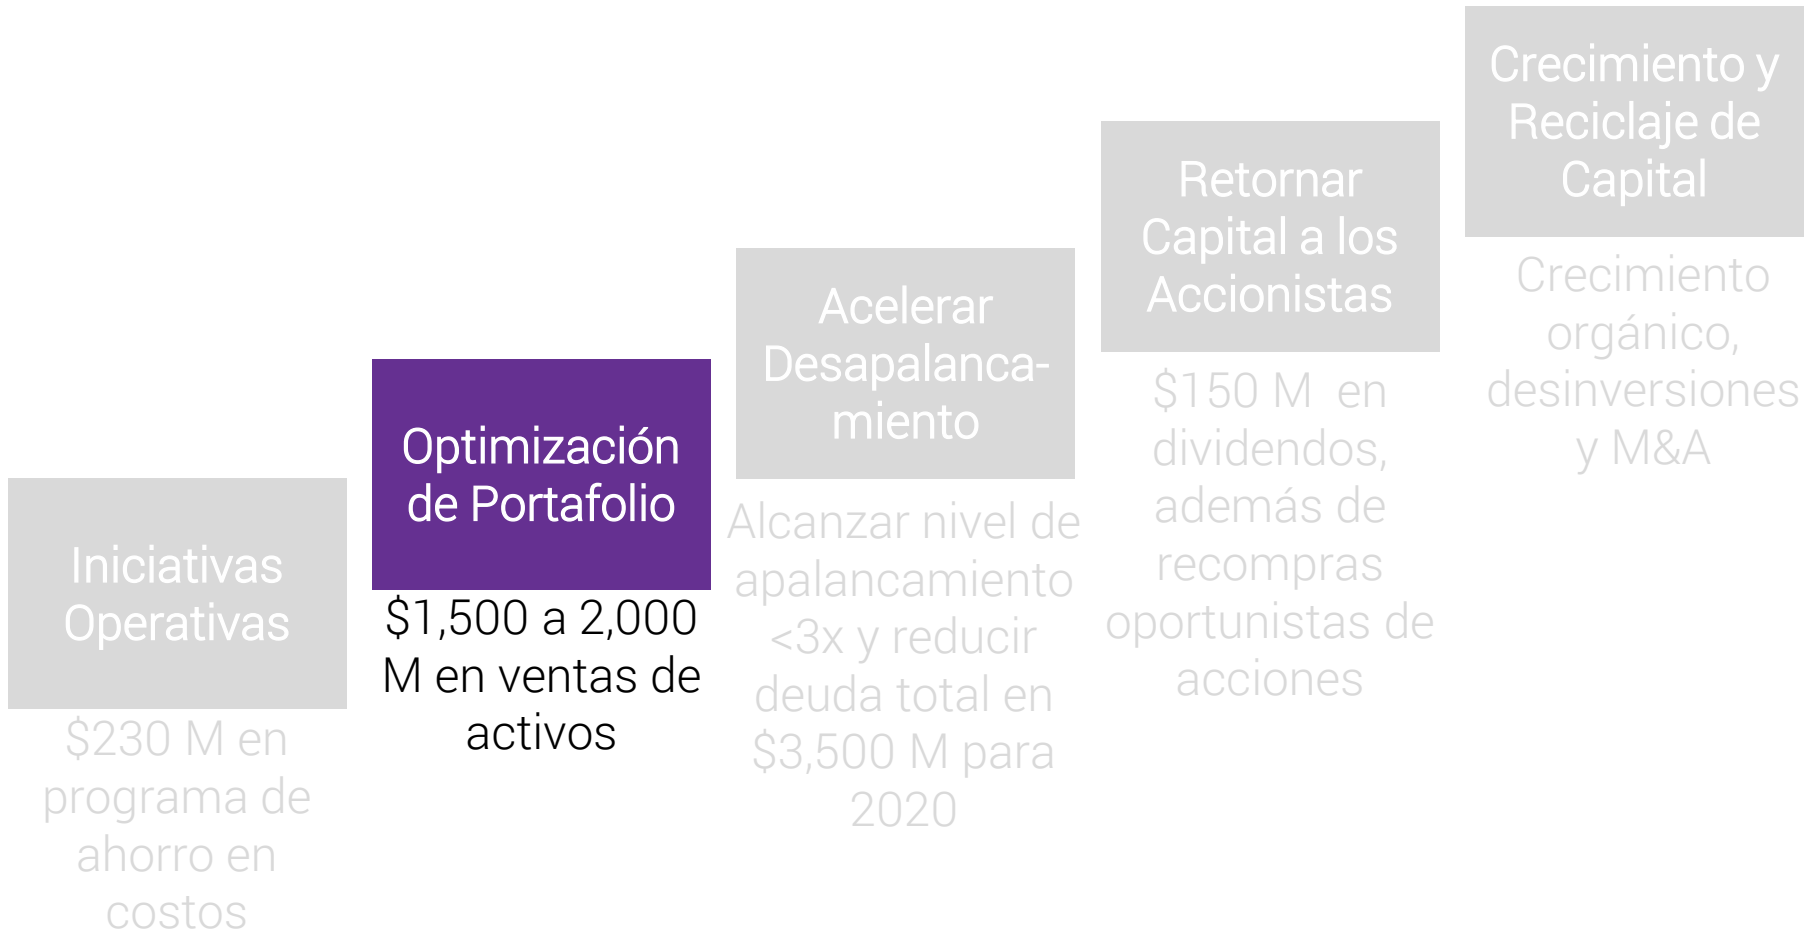 Iniciativas
Operativas
$230 M en
programa de
ahorro en
costos
Optimización
de Portafolio
$1,500 a 2,000
M en ventas de
activos
Acelerar
Desapalanca-
miento
Alcanzar nivel de
apalancamiento
<3x y reducir
deuda total en
$3,500 M para
2020
Retornar
Capital a los
Accionistas
$150 M  en
dividendos,
además de
recompras
oportunistas de
acciones
Crecimiento y
Reciclaje de
Capital
Crecimiento
orgánico,
desinversiones
y M&A